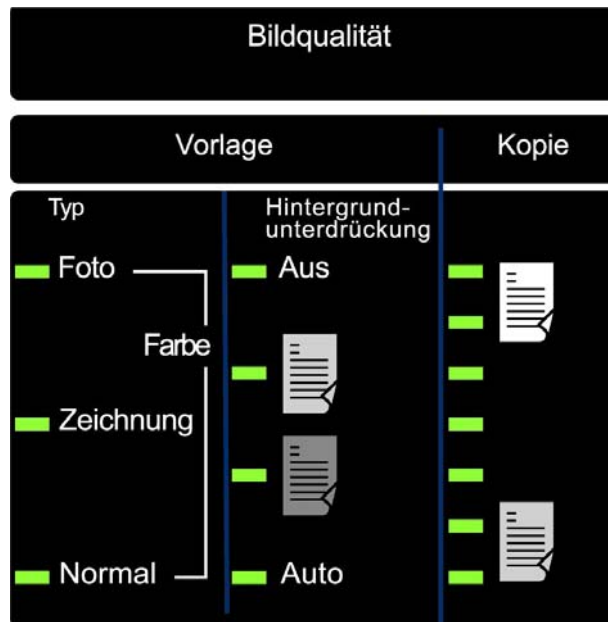 Bildqualität
Vorlage
Kopie
Typ
Hintergrund-
unterdrückung
Foto
Aus
Farbe
Zeichnung
Normal
Auto